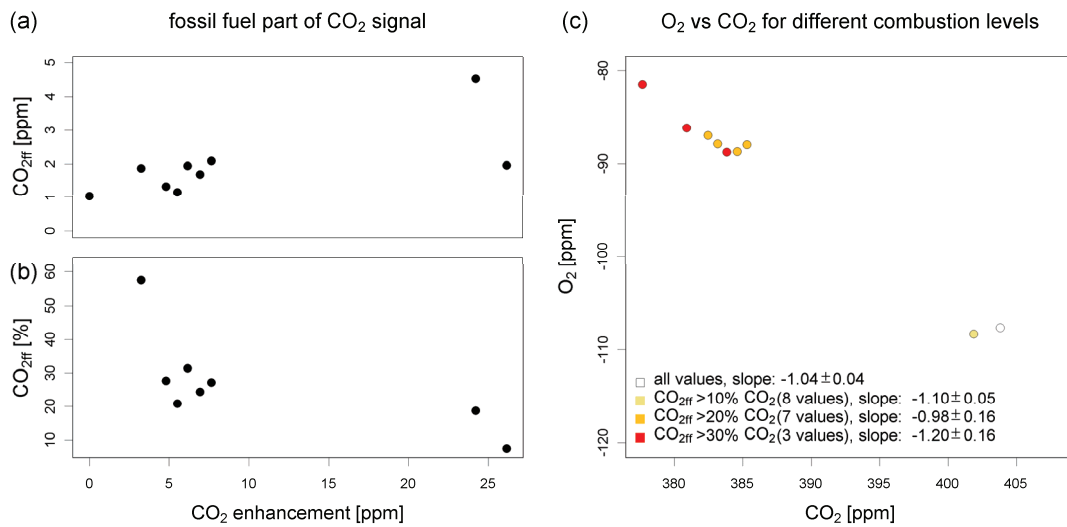 (a) fossil fuel part of CO₂ signal
CO₂ff [ppm]
5
4
3
2
1
0
(b)
CO₂ff [%]
60
50
40
30
20
10
0 5 10 15 20 25
CO₂ enhancement [ppm]
(c) O₂ vs CO₂ for different combustion levels
O₂ [ppm]
-80
-90
-100
-110
-120
all values, slope: -1.04±0.04
CO₂ff >10% CO₂(8 values), slope: -1.10±0.05
CO₂ff >20% CO₂(7 values), slope: -0.98±0.16
CO₂ff >30% CO₂(3 values), slope: -1.20±0.16
380 385 390 395 400 405
CO₂ [ppm]